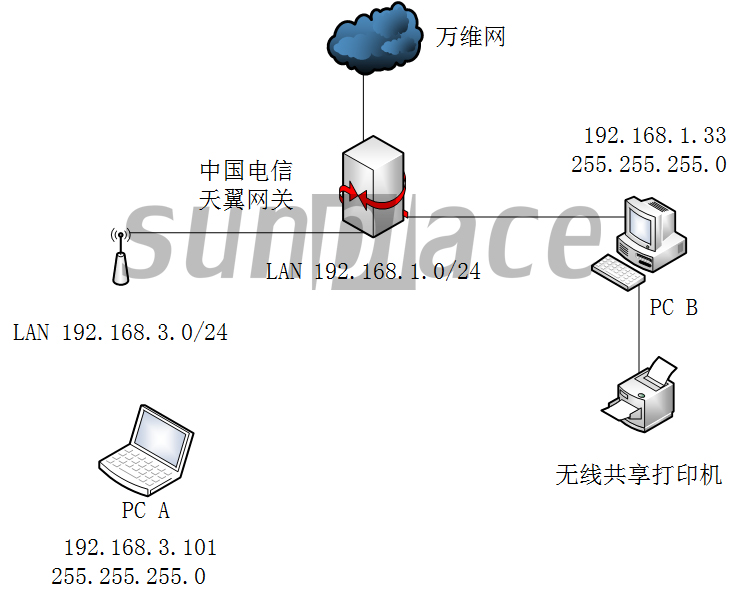 万维网
192.168.1.33
255.255.255.0
中国电信
天翼网关
sunplace
LAN 192.168.1.0/24
PC B
LAN 192.168.3.0/24
无线共享打印机
PC A
192.168.3.101
255.255.255.0